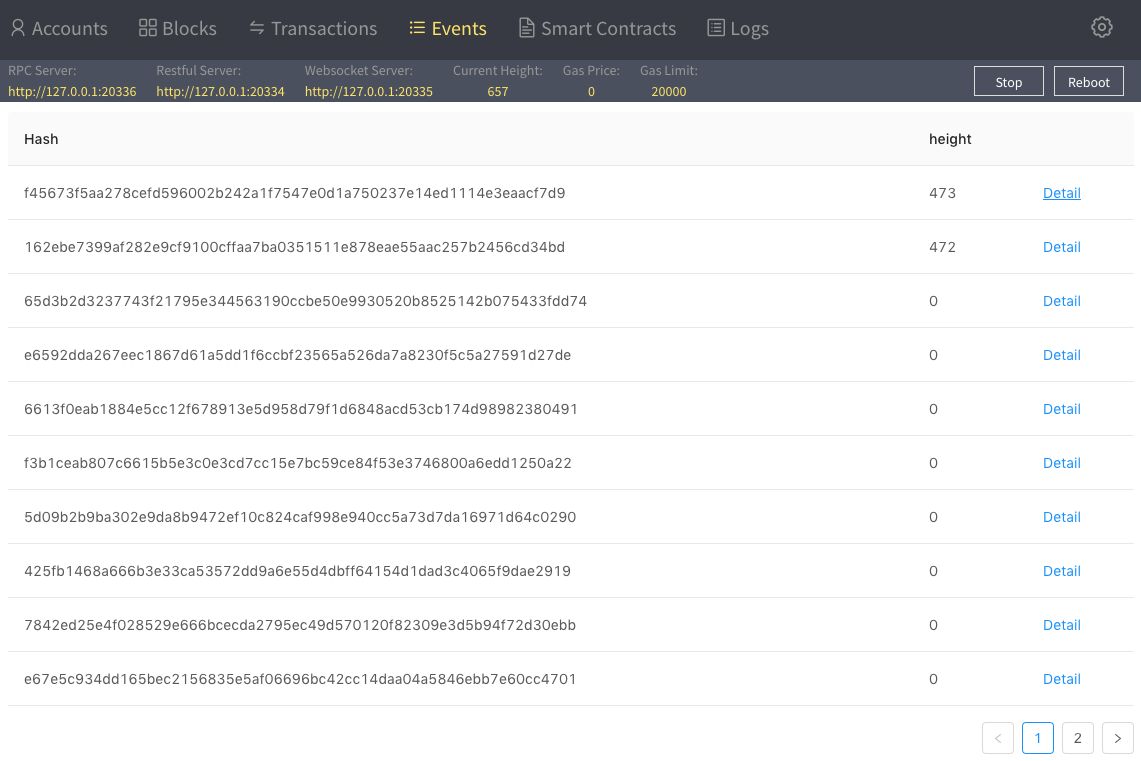 Accounts Blocks Transactions Events Smart Contracts Logs
RPC Server: Restful Server: Websocket Server: Current Height: Gas Price: Gas Limit:
http://127.0.0.1:20336 http://127.0.0.1:20334 http://127.0.0.1:20335 657 0 20000 Stop Reboot
Hash height
f45673f5aa278cefd596002b242a1f7547e0d1a750237e14ed1114e3eaacf7d9 473 Detail
162ebe7399af282e9cf9100cffaa7ba0351511e878eae55aac257b2456cd34bd 472 Detail
65d3b2d3237743f21795e344563190ccbe50e9930520b8525142b075433fdd74 0 Detail
e6592dda267eec1867d61a5dd1f6ccbf23565a526da7a8230f5c5a27591d27de 0 Detail
6613f0eab1884e5cc12f678913e5d958d79f1d6848acd53cb174d98982380491 0 Detail
f3b1ceab807c6615b5e3c0e3cd7cc15e7bc59ce84f53e3746800a6edd1250a22 0 Detail
5d09b2b9ba302e9da8b9472ef10c824caf998e940cc5a73d7da16971d64c0290 0 Detail
425fb1468a666b3e33ca53572dd9a6e55d4dbff64154d1dad3c4065f9dae2919 0 Detail
7842ed25e4f028529e666bcecda2795ec49d570120f82309e3d5b94f72d30ebb 0 Detail
e67e5c934dd165bec2156835e5af06696bc42cc14daa04a5846ebb7e60cc4701 0 Detail
< 1 2 >